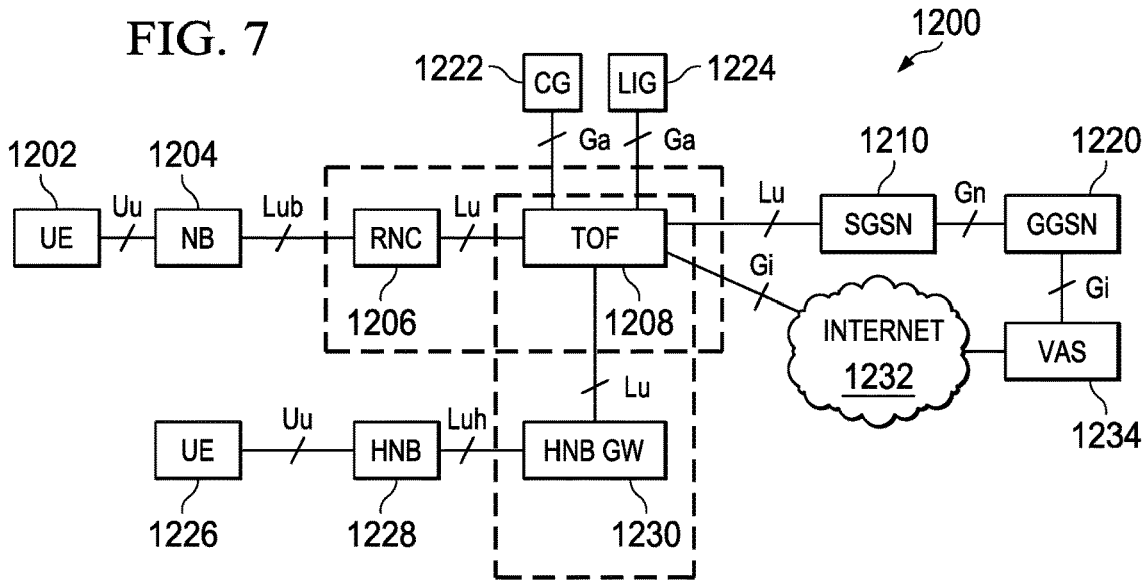 FIG. 7
1200
1222
CG
LIG
1224
Ga
Ga
1202
1204
1210
1220
UE
Uu
NB
Lub
RNC
Lu
TOF
Lu
SGSN
Gn
GGSN
1206
1208
Gi
Gi
INTERNET
1232
VAS
1234
Lu
UE
Uu
HNB
Luh
HNB GW
1226
1228
1230